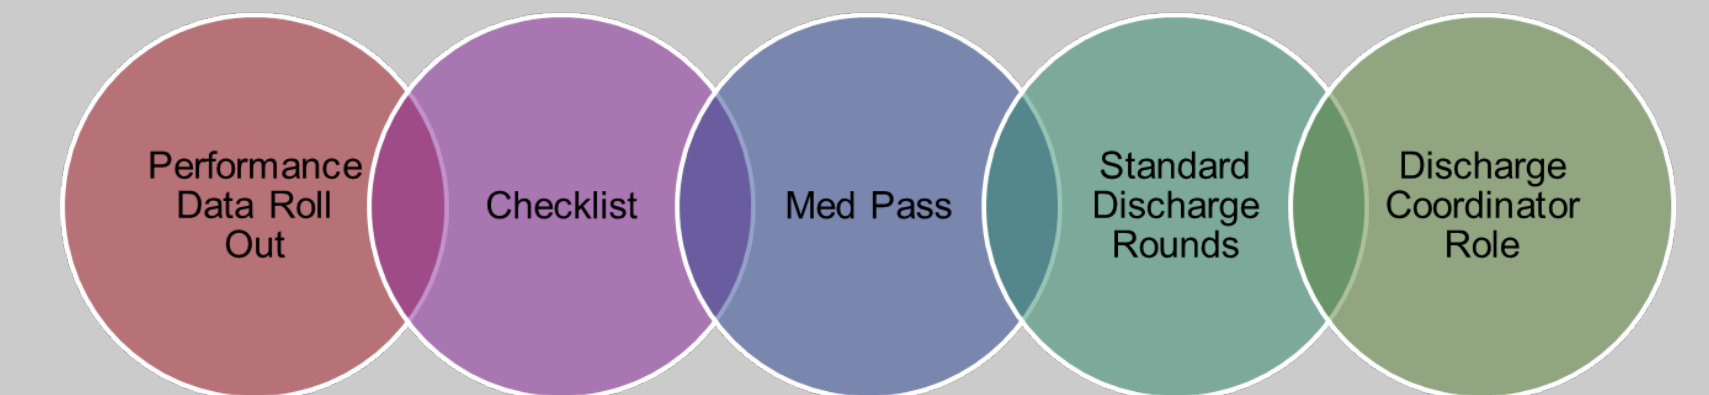 Performance
Data Roll
Out
Checklist
Med Pass
Standard
Discharge
Rounds
Discharge
Coordinator
Role